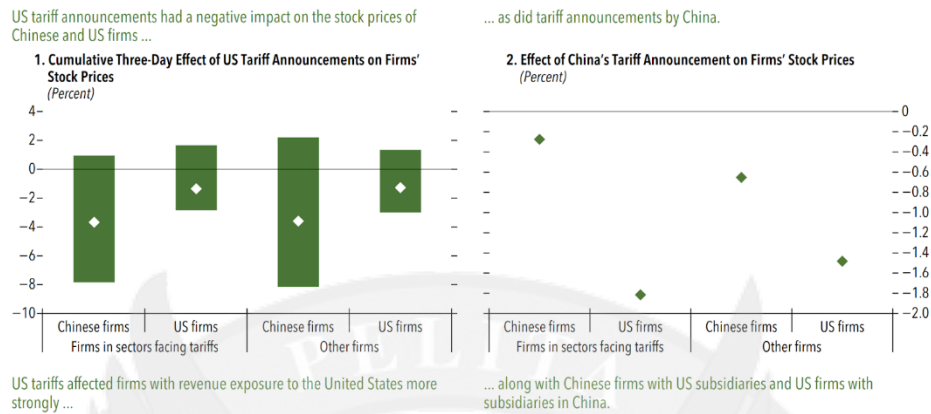 US tariff announcements had a negative impact on the stock prices of
Chinese and US firms ...
1. Cumulative Three-Day Effect of US Tariff Announcements on Firms'
Stock Prices
(Percent)
4
2
0
−2
−4
−6
−8
−10
Chinese firms
US firms
Chinese firms
US firms
Firms in sectors facing tariffs
Other firms
US tariffs affected firms with revenue exposure to the United States more
strongly ...
... as did tariff announcements by China.
2. Effect of China's Tariff Announcement on Firms' Stock Prices
(Percent)
0
−0.2
−0.4
−0.6
−0.8
−1.0
−1.2
−1.4
−1.6
−1.8
−2.0
Chinese firms
US firms
Chinese firms
US firms
Firms in sectors facing tariffs
Other firms
... along with Chinese firms with US subsidiaries and US firms with
subsidiaries in China.
PELITA